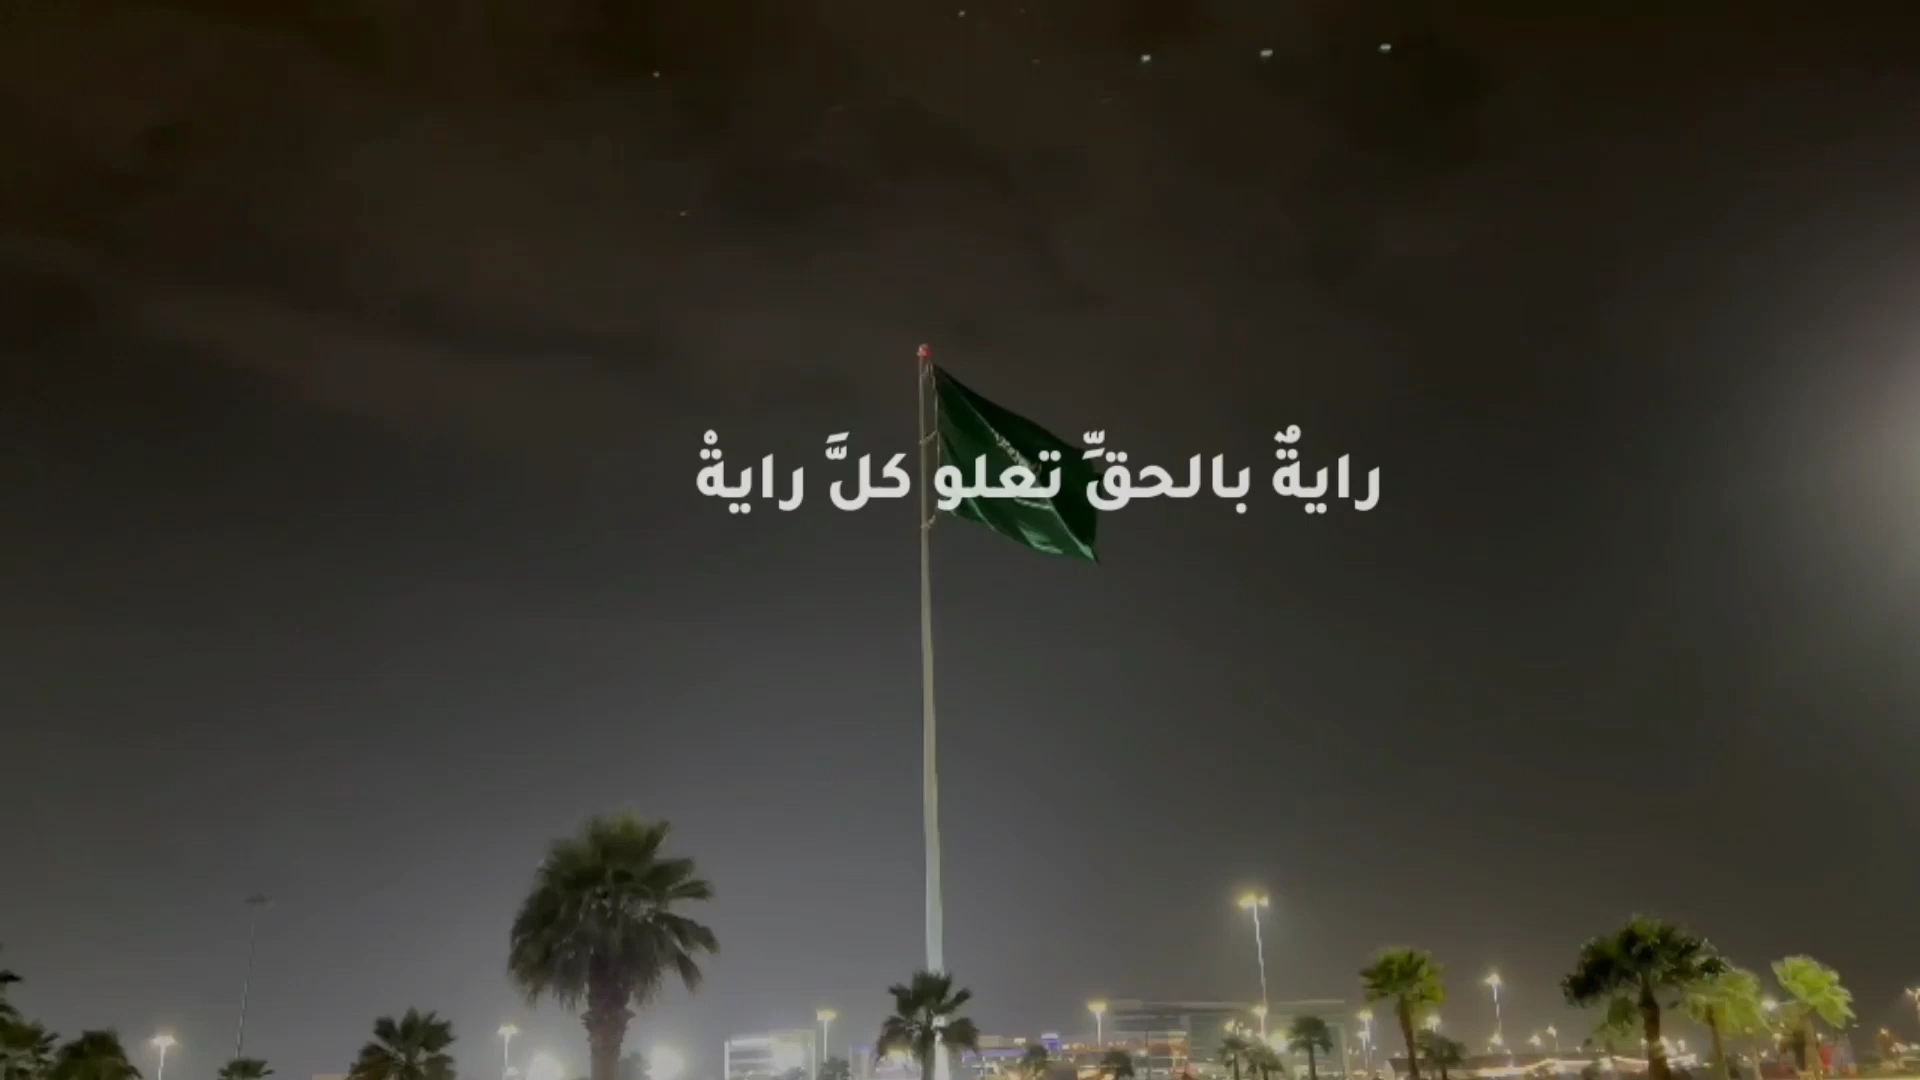 رايةٌ بالحقِّ تعلو كلَّ رايةْ